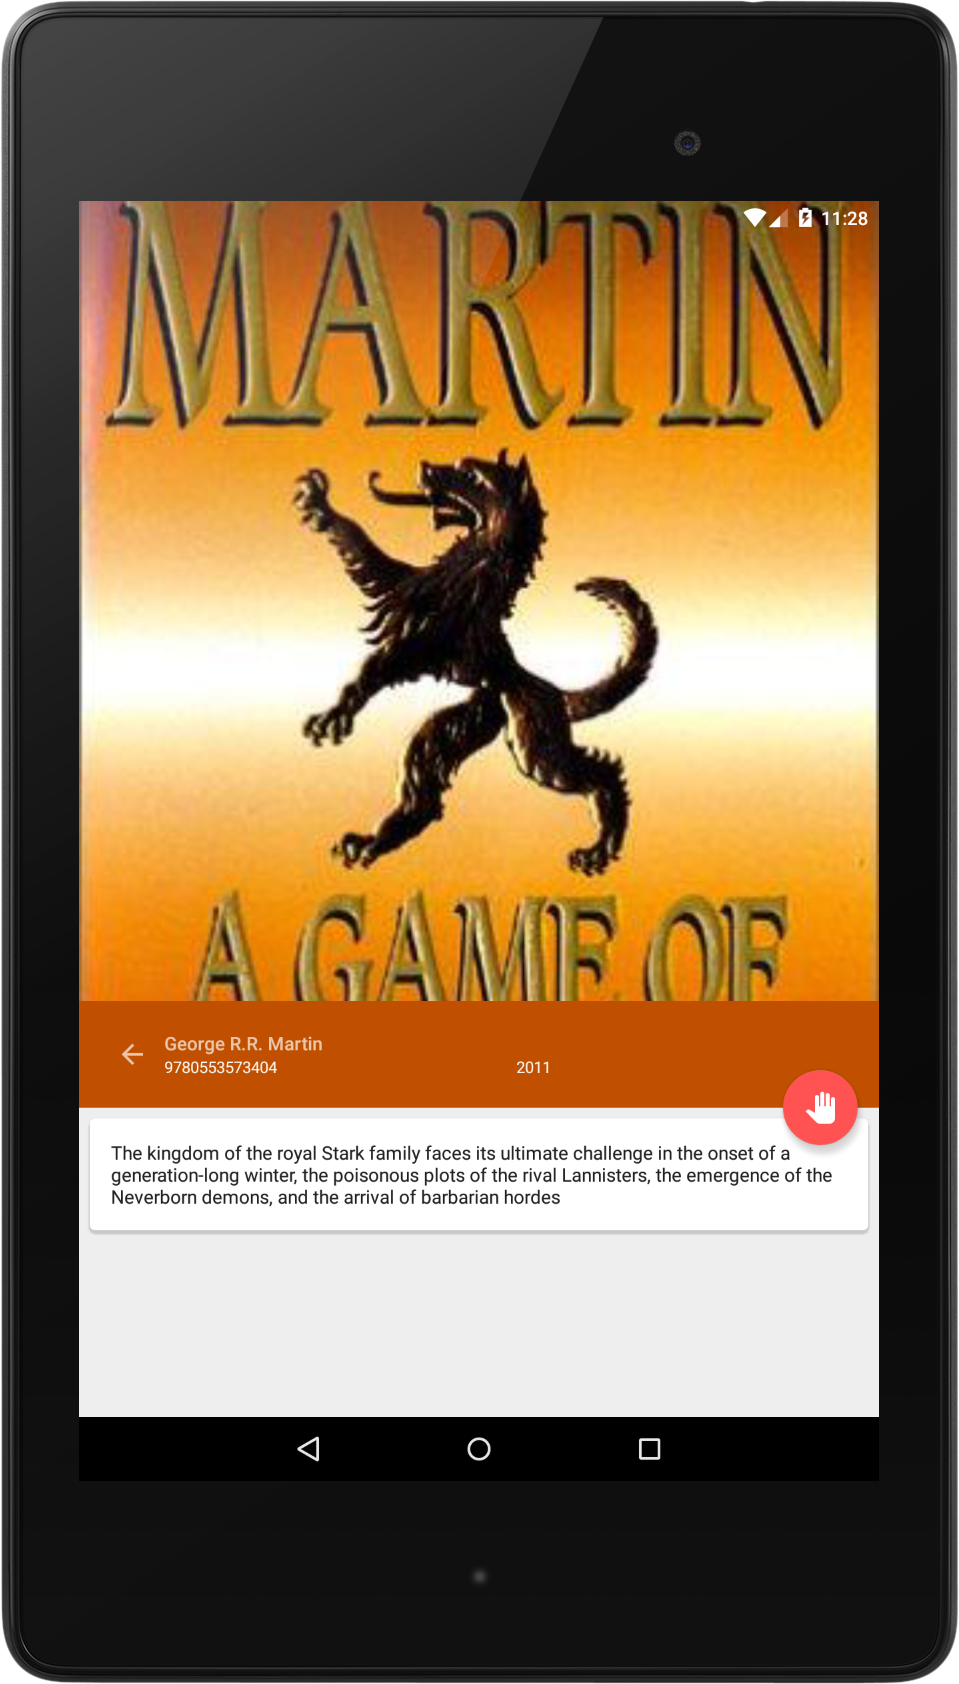 11:28
MARTIN
A GAME OF
George R.R. Martin
9780553573404 2011
The kingdom of the royal Stark family faces its ultimate challenge in the onset of a
generation-long winter, the poisonous plots of the rival Lannisters, the emergence of the
Neverborn demons, and the arrival of barbarian hordes